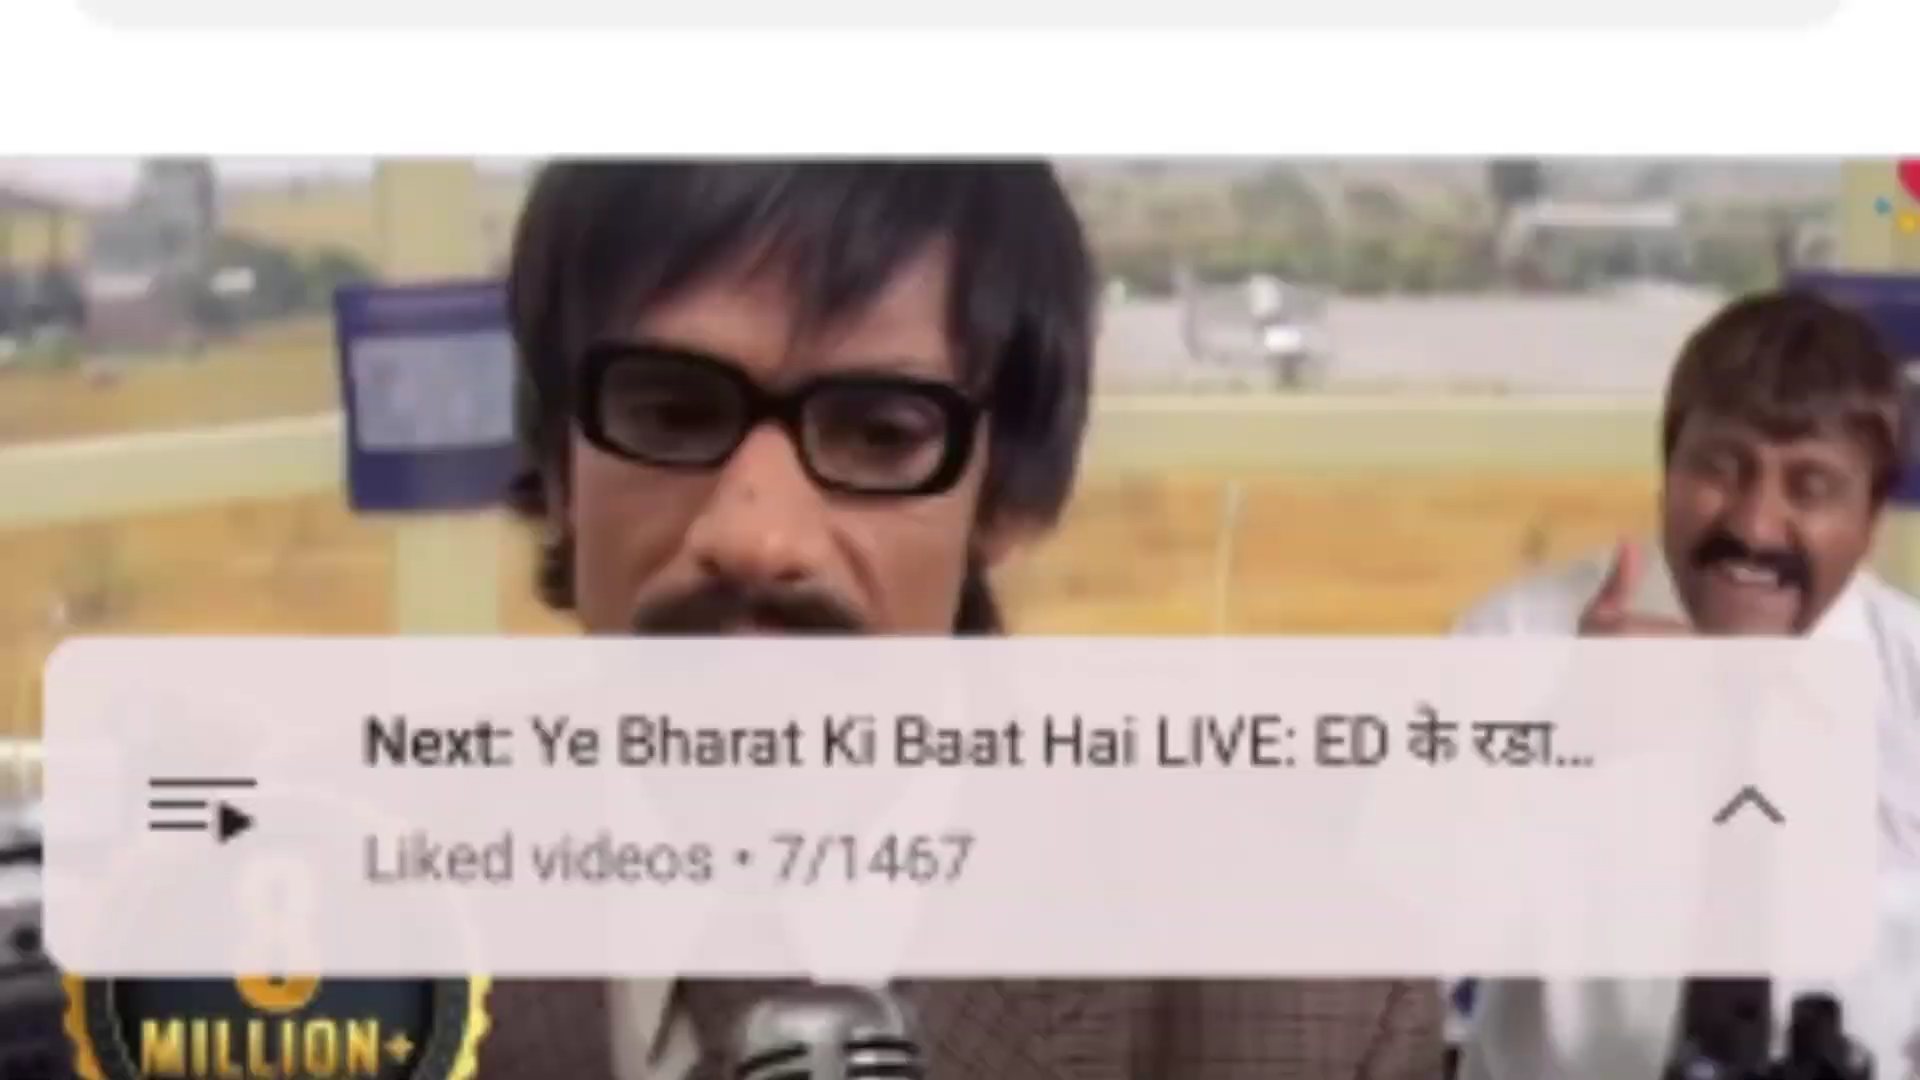 Next: Ye Bharat Ki Baat Hai LIVE: ED के रडा...
Liked videos • 7/1467
MILLION+